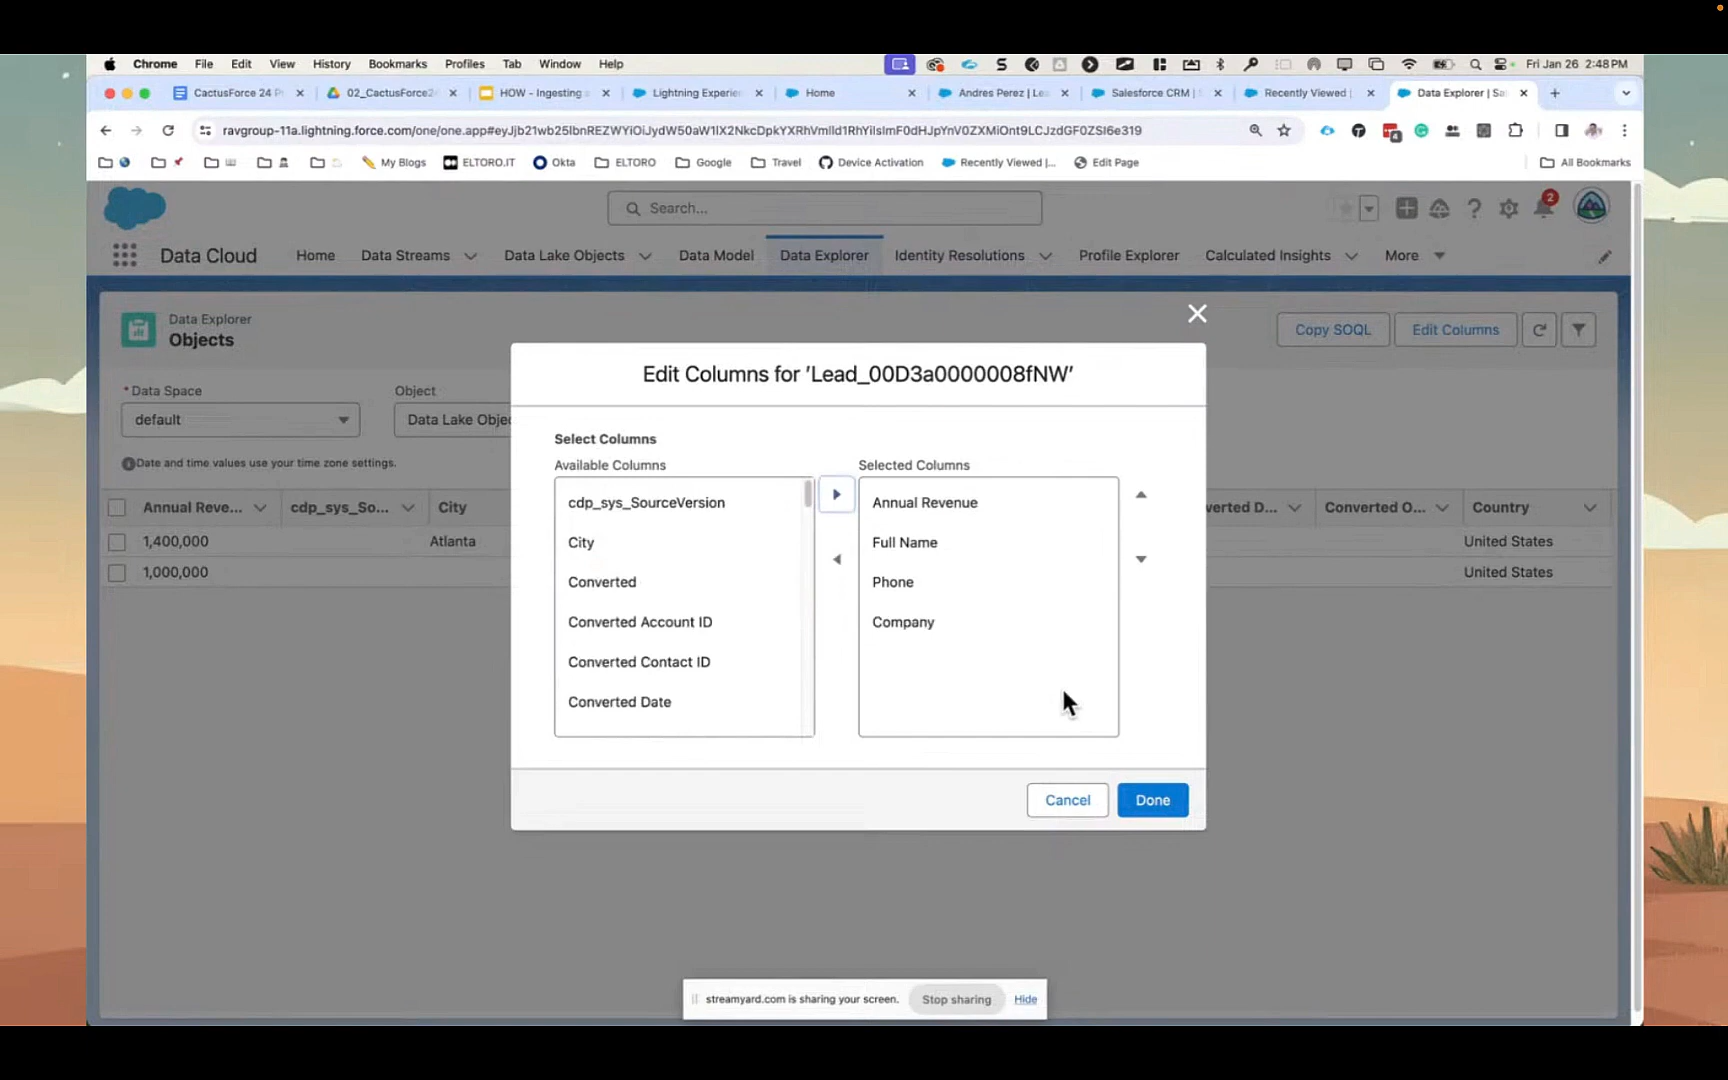 Chrome File Edit View History Bookmarks Profiles Tab Window Help Fri Jan 26 2:48 PM
CactusForce 24 P 02_CactusForce2 HOW - Ingesting Lightning Experie Home Andres Perez | Lea Salesforce CRM | Recently Viewed | Data Explorer | Sal
ravgroup-11a.lightning.force.com/one/one.app#
My Blogs ELTORO.IT Okta ELTORO Google Travel Device Activation Recently Viewed |... Edit Page All Bookmarks
Search...
2
Data Cloud Home Data Streams Data Lake Objects Data Model Data Explorer Identity Resolutions Profile Explorer Calculated Insights More
Data Explorer
Objects
Copy SOQL Edit Columns
Edit Columns for 'Lead_00D3a0000008fNW'
*Data Space Object
default Data Lake Objec
Date and time values use your time zone settings.
Select Columns
Available Columns Selected Columns
Annual Reve... cdp_sys_So... City verted D... Converted O... Country
1,400,000 Atlanta United States
1,000,000 United States
cdp_sys_SourceVersion Annual Revenue
City Full Name
Converted Phone
Converted Account ID Company
Converted Contact ID
Converted Date
Cancel Done
streamyard.com is sharing your screen. Stop sharing Hide